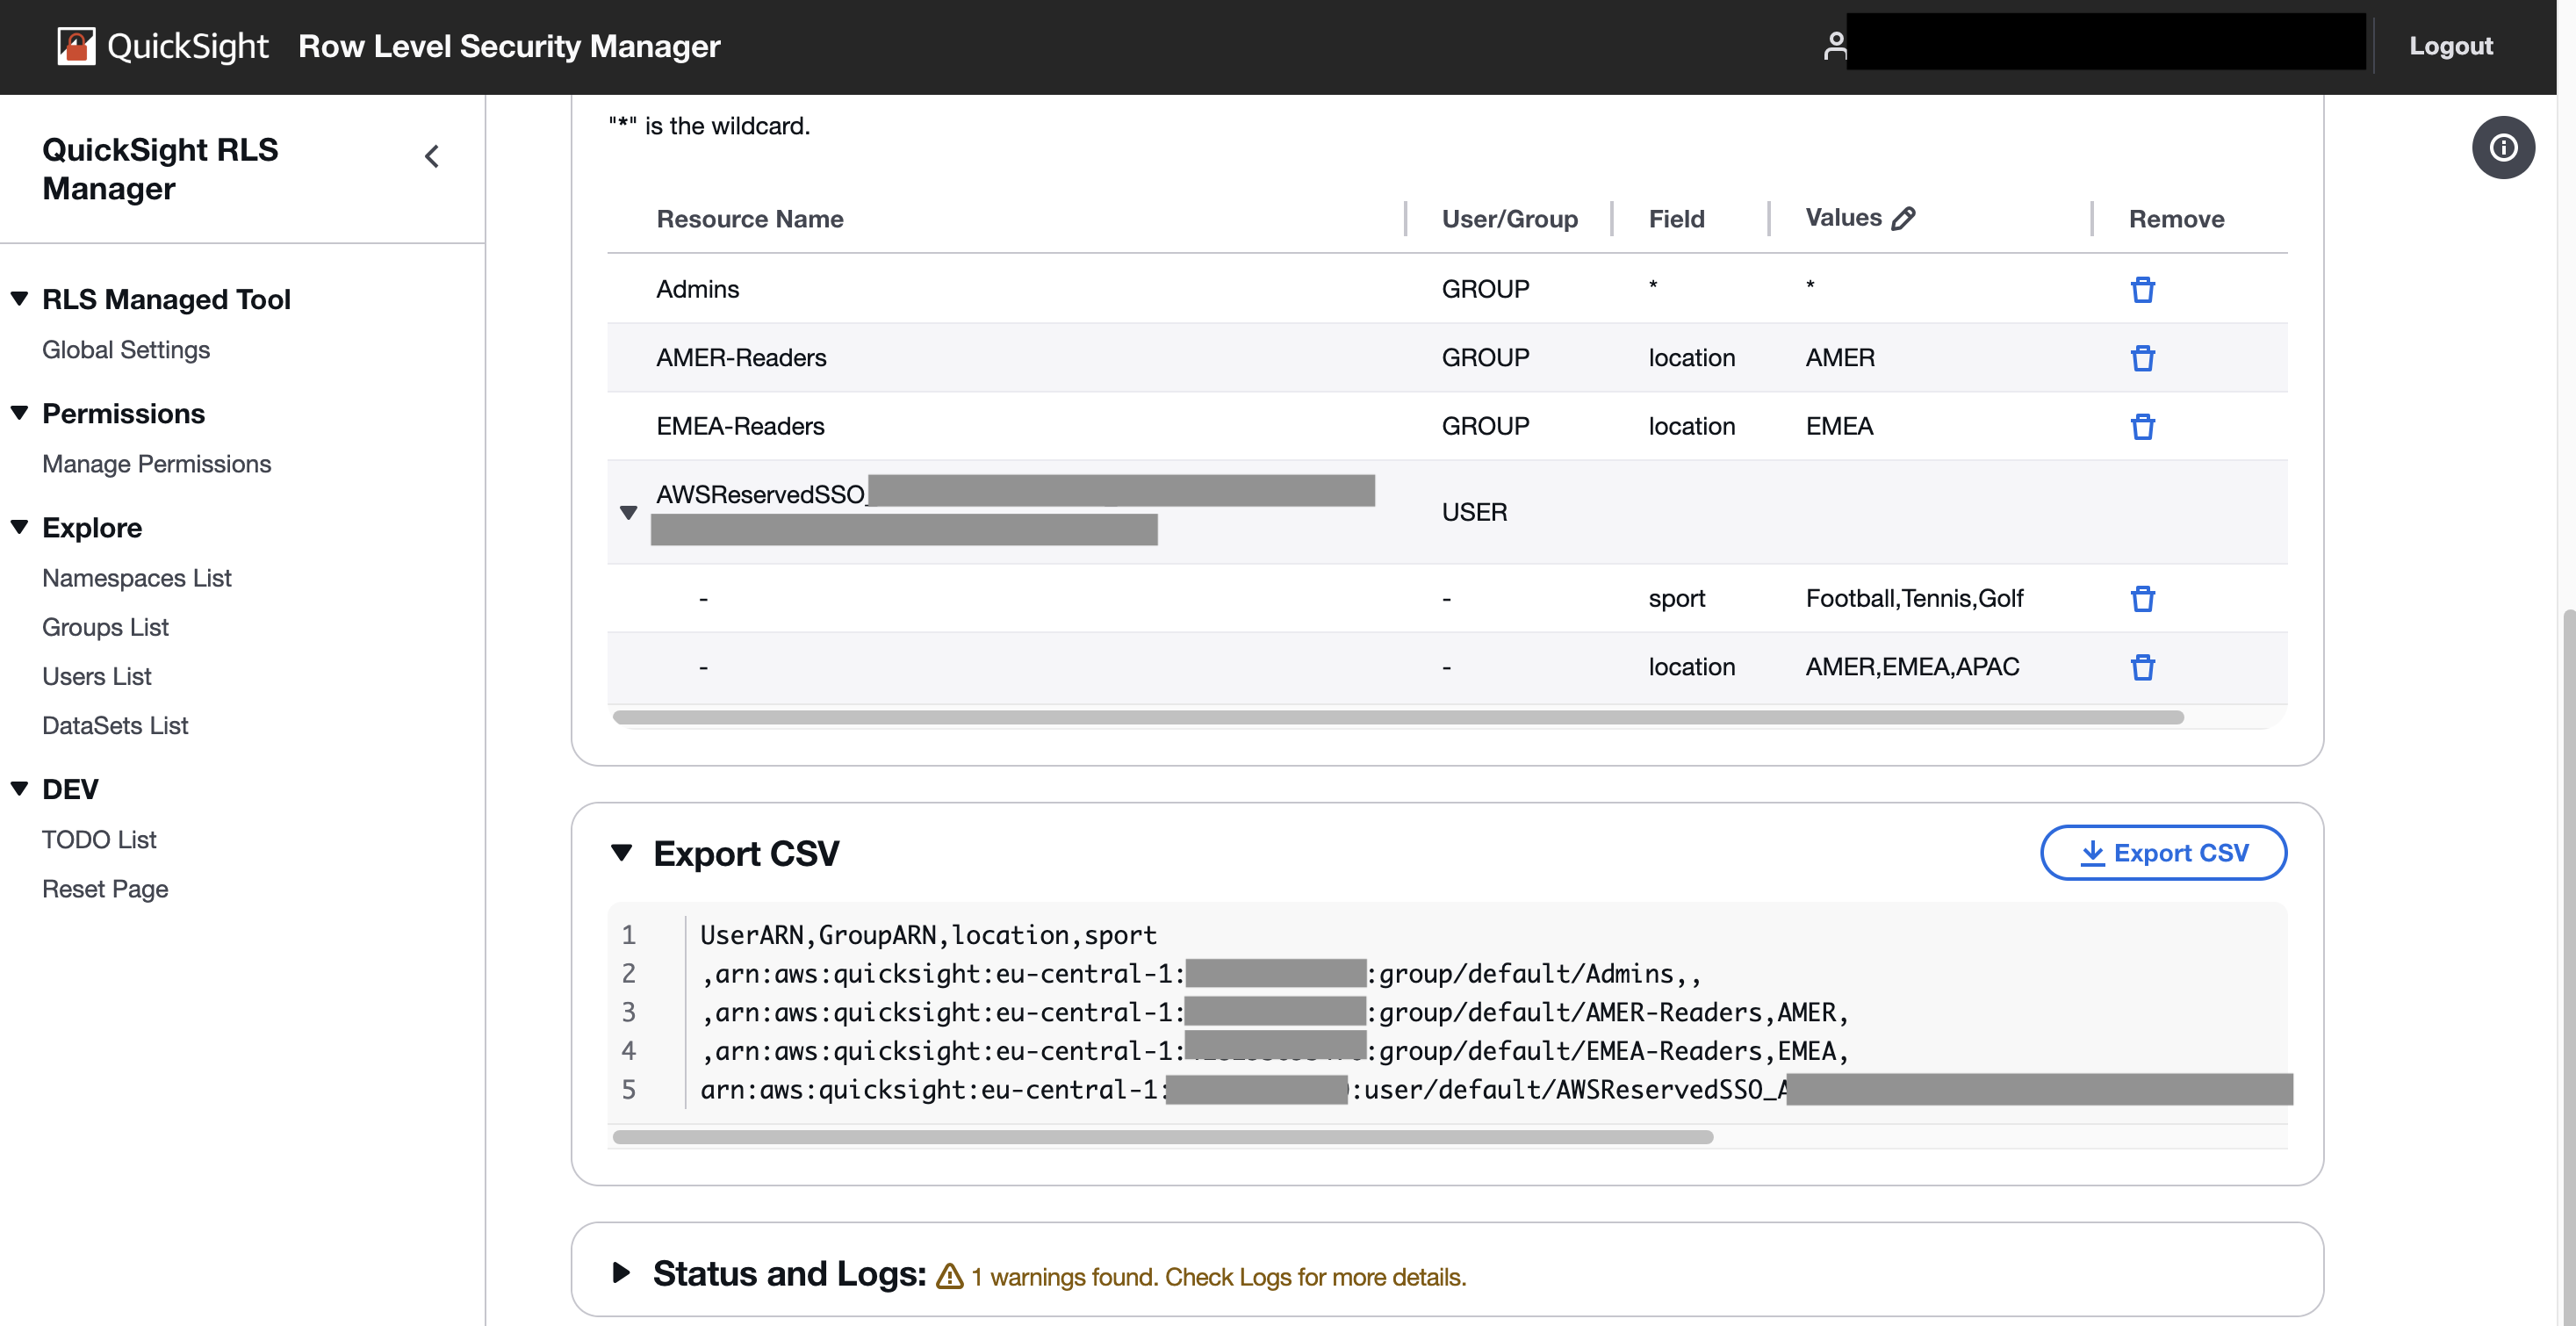 QuickSight Row Level Security Manager Logout
QuickSight RLS
Manager
RLS Managed Tool
Global Settings
Permissions
Manage Permissions
Explore
Namespaces List
Groups List
Users List
DataSets List
DEV
TODO List
Reset Page
"*" is the wildcard.
Resource Name User/Group Field Values Remove
Admins GROUP * *
AMER-Readers GROUP location AMER
EMEA-Readers GROUP location EMEA
AWSReservedSSO_ USER
- - sport Football,Tennis,Golf
- - location AMER,EMEA,APAC
Export CSV Export CSV
1 UserARN,GroupARN,location,sport
2 ,arn:aws:quicksight:eu-central-1: :group/default/Admins,,
3 ,arn:aws:quicksight:eu-central-1: :group/default/AMER-Readers,AMER,
4 ,arn:aws:quicksight:eu-central-1: :group/default/EMEA-Readers,EMEA,
5 arn:aws:quicksight:eu-central-1: :user/default/AWSReservedSSO_A
Status and Logs: 1 warnings found. Check Logs for more details.